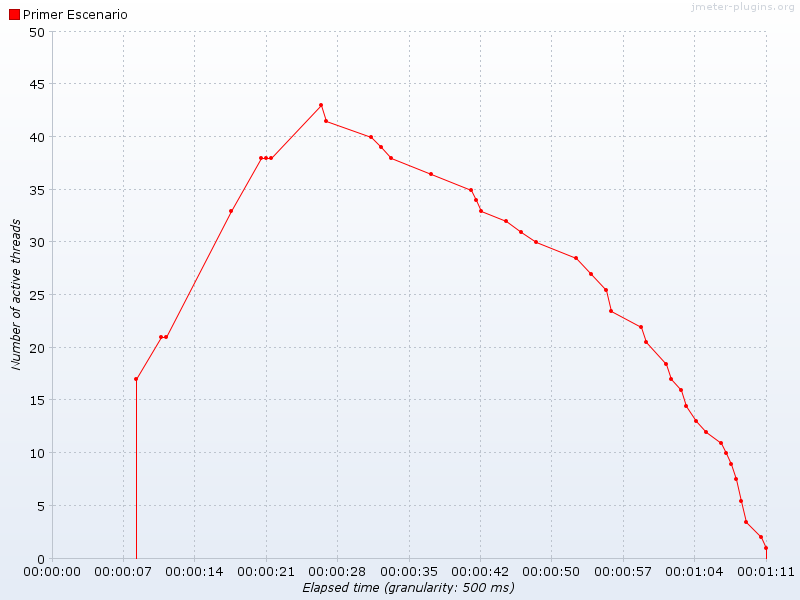 jmeter-plugins.org
Primer Escenario
50
45
40
35
30
25
20
15
10
5
0
Number of active threads
00:00:00 00:00:07 00:00:14 00:00:21 00:00:28 00:00:35 00:00:42 00:00:50 00:00:57 00:01:04 00:01:11
Elapsed time (granularity: 500 ms)